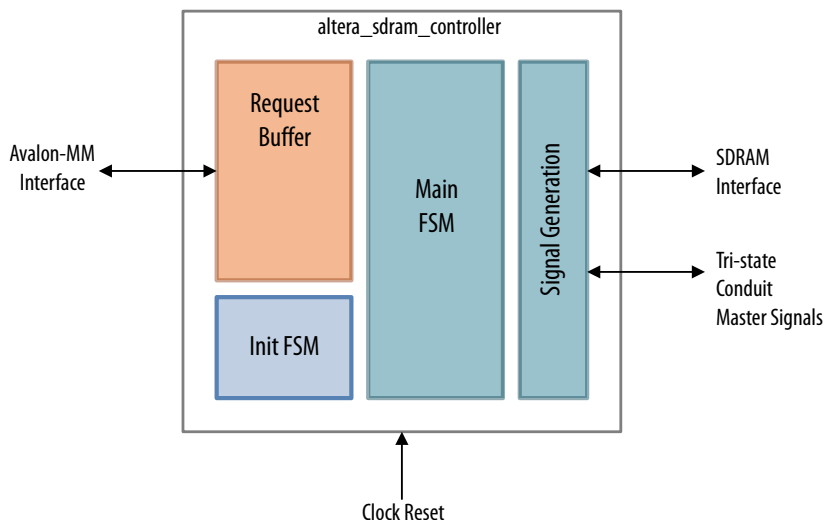 altera_sdram_controller
Request
Buffer
Avalon-MM
Interface
Main
FSM
Signal Generation
SDRAM
Interface
Tri-state
Conduit
Master Signals
Init FSM
Clock Reset